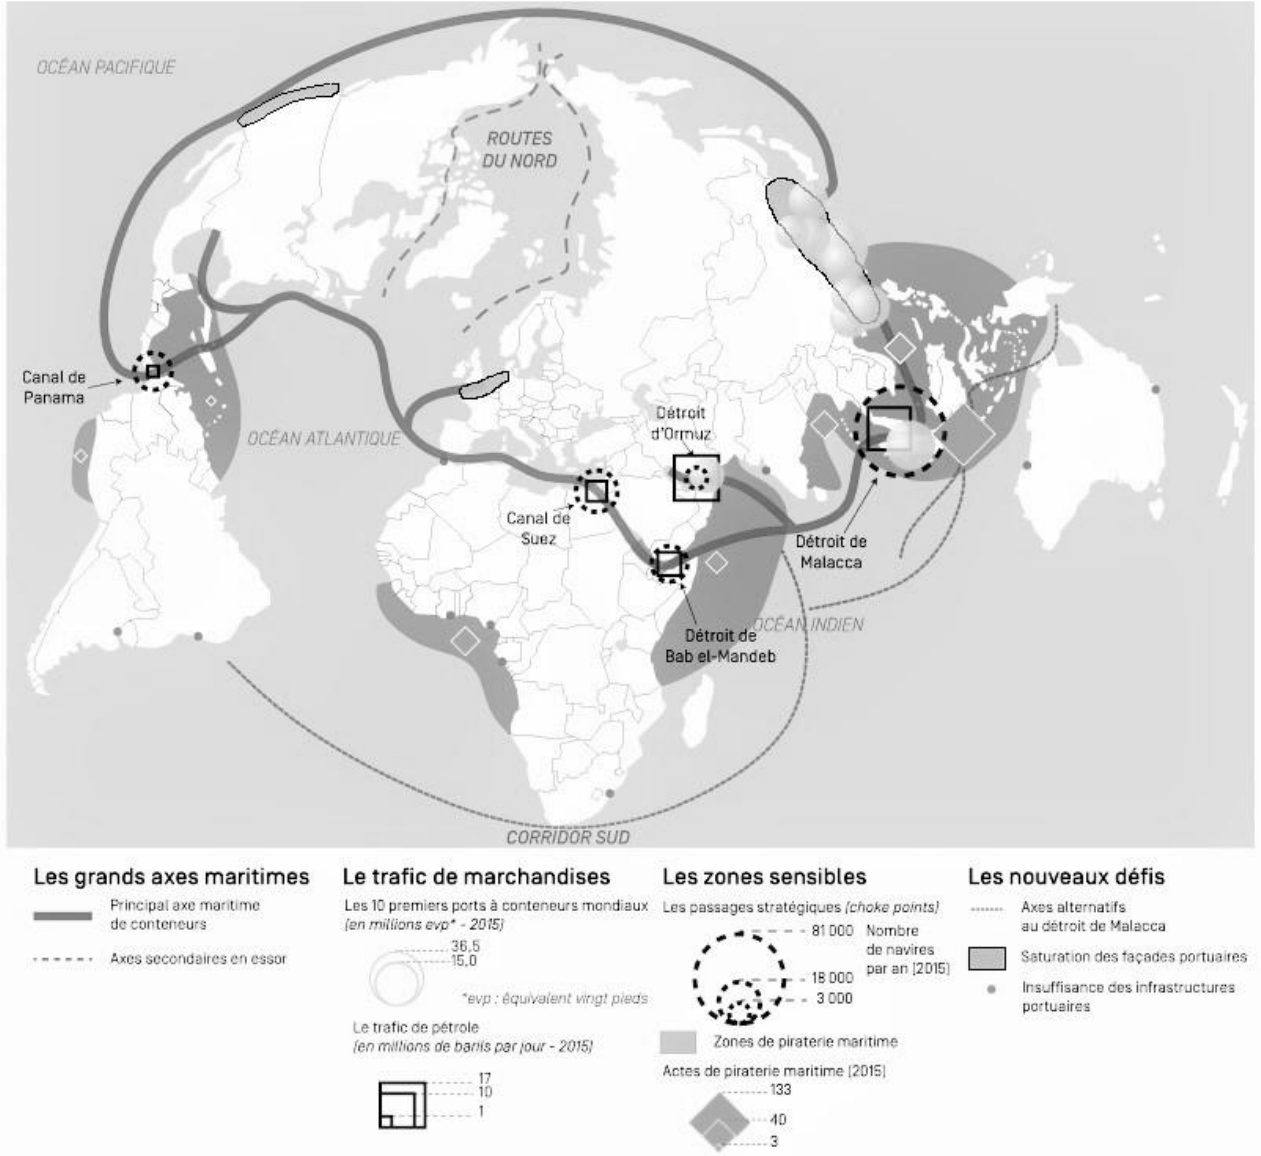 OCÉAN PACIFIQUE
ROUTES
DU NORD
Canal de
Panama
OCÉAN ATLANTIQUE
Détroit
d'Ormuz
Canal de
Suez
Détroit de
Malacca
OCÉAN INDIEN
Détroit de
Bab el-Mandeb
CORRIDOR SUD
Les grands axes maritimes
Principal axe maritime
de conteneurs
Axes secondaires en essor
Le trafic de marchandises
Les 10 premiers ports à conteneurs mondiaux
(en millions evp* - 2015)
36,5
15,0
*evp : équivalent vingt pieds
Le trafic de pétrole
(en millions de barils par jour - 2015)
17
10
1
Les zones sensibles
Les passages stratégiques (choke points)
81 000
Nombre
de navires
par an (2015)
18 000
3 000
Zones de piraterie maritime
Actes de piraterie maritime (2015)
133
40
3
Les nouveaux défis
Axes alternatifs
au détroit de Malacca
Saturation des façades portuaires
Insuffisance des infrastructures
portuaires